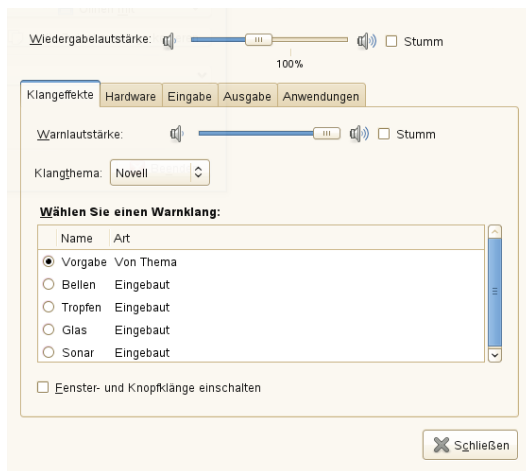 Wiedergabelautstärke: Stumm
100%
Klangeffekte Hardware Eingabe Ausgabe Anwendungen
Warnlautstärke: Stumm
Klangthema: Novell
Wählen Sie einen Warnklang:
Name Art
Vorgabe Von Thema
Bellen Eingebaut
Tropfen Eingebaut
Glas Eingebaut
Sonar Eingebaut
Fenster- und Knopfklänge einschalten
Schließen